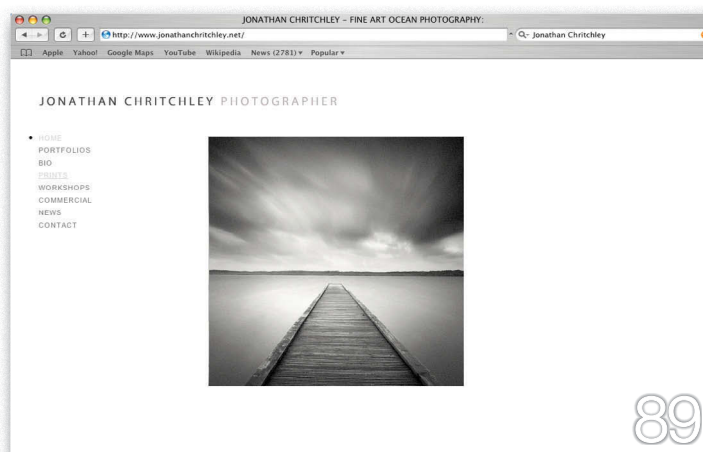 JONATHAN CHRITCHLEY – FINE ART OCEAN PHOTOGRAPHY:
http://www.jonathanchritchley.net/
Jonathan Chritchley
Apple Yahoo! Google Maps YouTube Wikipedia News (2781) Popular
JONATHAN CHRITCHLEY PHOTOGRAPHER
HOME
PORTFOLIOS
BIO
PRINTS
WORKSHOPS
COMMERCIAL
NEWS
CONTACT
89